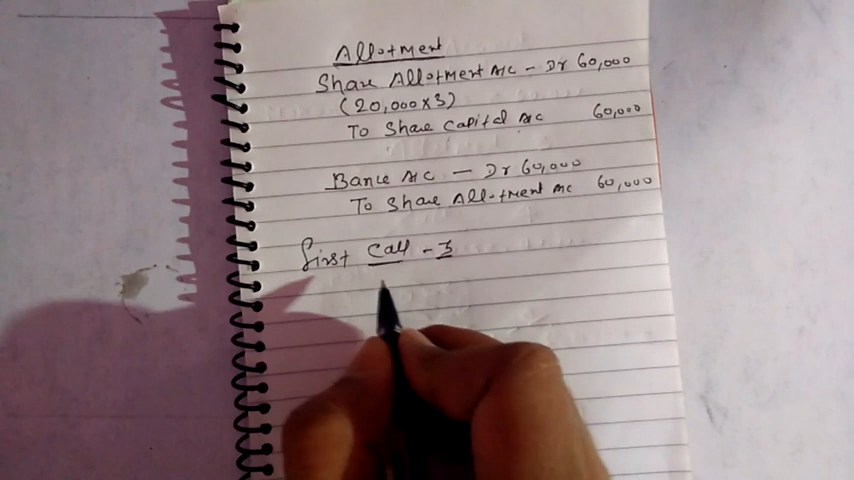 Allotment
Share Allotment A/c - Dr 60,000
(20,000 x 3)
To Share Capital A/c 60,000
Bank A/c - Dr 60,000
To Share Allotment A/c 60,000
First Call - 3